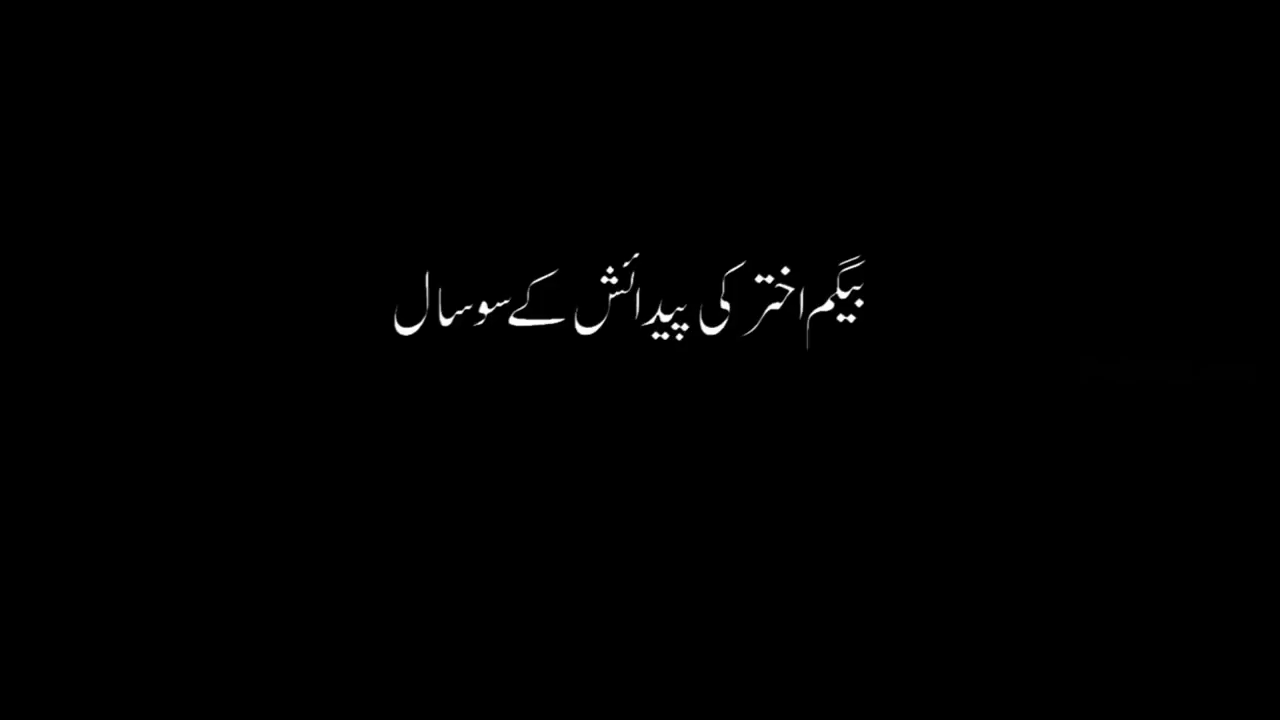 بیگم اختر کی پیدائش کے سو سال